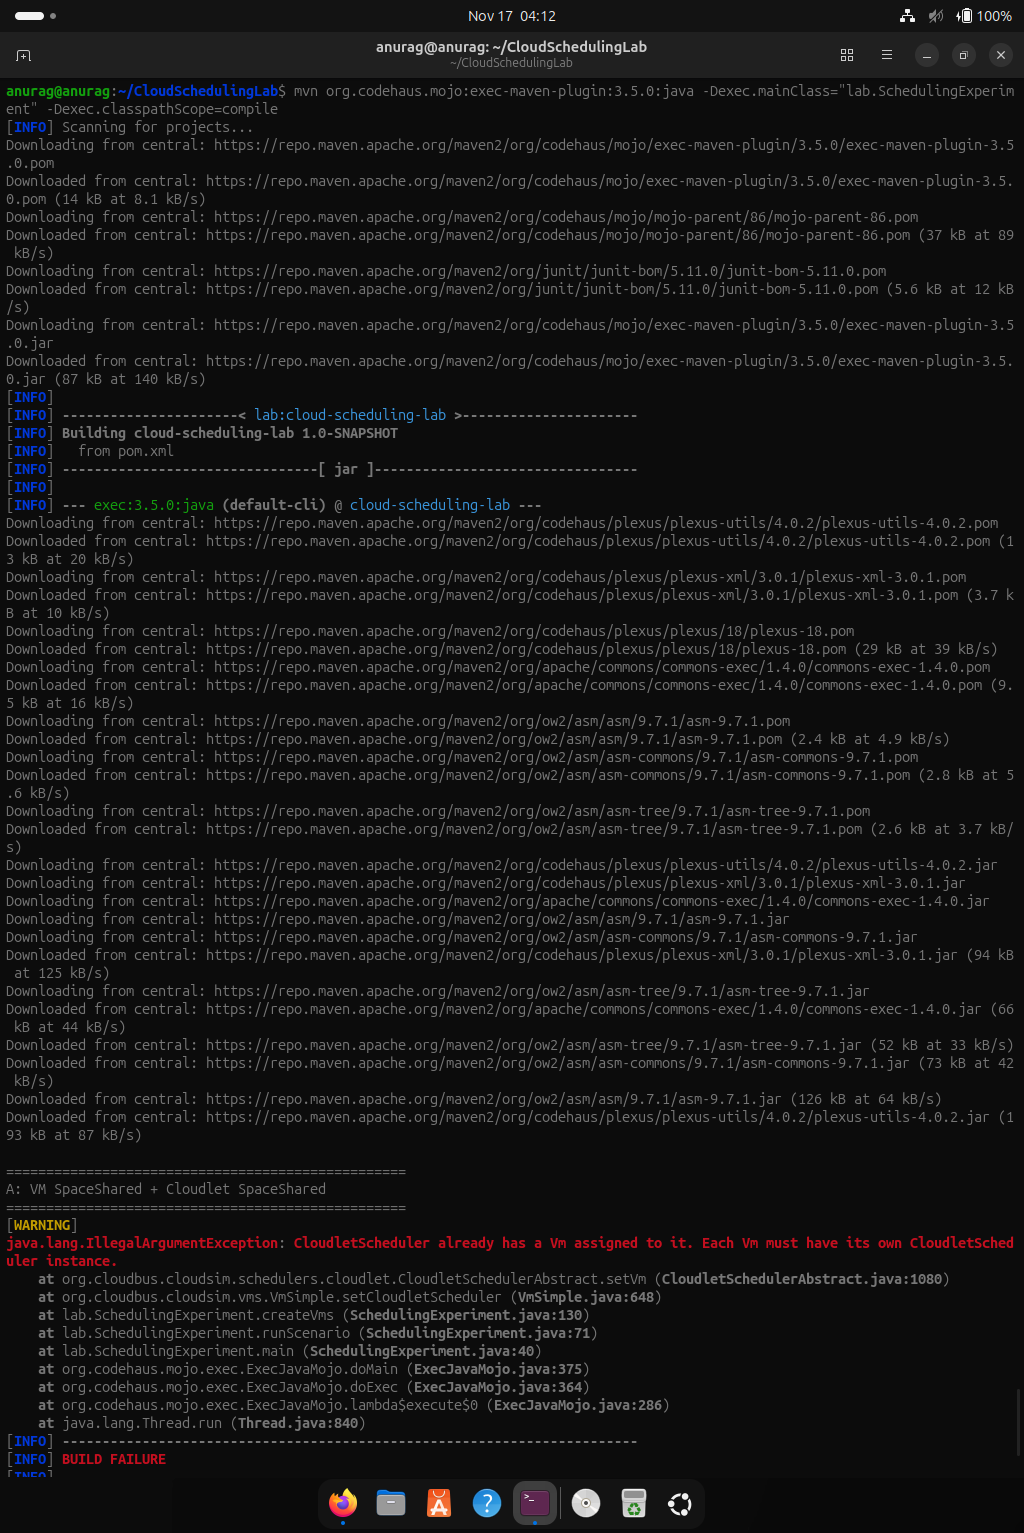 Nov 17 04:12
100%
anurag@anurag: ~/CloudSchedulingLab
~/CloudSchedulingLab
anurag@anurag:~/CloudSchedulingLab$ mvn org.codehaus.mojo:exec-maven-plugin:3.5.0:java -Dexec.mainClass="lab.SchedulingExperim
ent" -Dexec.classpathScope=compile
[INFO] Scanning for projects...
Downloading from central: https://repo.maven.apache.org/maven2/org/codehaus/mojo/exec-maven-plugin/3.5.0/exec-maven-plugin-3.5
.0.pom
Downloaded from central: https://repo.maven.apache.org/maven2/org/codehaus/mojo/exec-maven-plugin/3.5.0/exec-maven-plugin-3.5.
0.pom (14 kB at 8.1 kB/s)
Downloading from central: https://repo.maven.apache.org/maven2/org/codehaus/mojo/mojo-parent/86/mojo-parent-86.pom
Downloaded from central: https://repo.maven.apache.org/maven2/org/codehaus/mojo/mojo-parent/86/mojo-parent-86.pom (37 kB at 89
 kB/s)
Downloading from central: https://repo.maven.apache.org/maven2/org/junit/junit-bom/5.11.0/junit-bom-5.11.0.pom
Downloaded from central: https://repo.maven.apache.org/maven2/org/junit/junit-bom/5.11.0/junit-bom-5.11.0.pom (5.6 kB at 12 kB
/s)
Downloading from central: https://repo.maven.apache.org/maven2/org/codehaus/mojo/exec-maven-plugin/3.5.0/exec-maven-plugin-3.5
.0.jar
Downloaded from central: https://repo.maven.apache.org/maven2/org/codehaus/mojo/exec-maven-plugin/3.5.0/exec-maven-plugin-3.5.
0.jar (87 kB at 140 kB/s)
[INFO]
[INFO] ----------------------< lab:cloud-scheduling-lab >----------------------
[INFO] Building cloud-scheduling-lab 1.0-SNAPSHOT
[INFO]   from pom.xml
[INFO] --------------------------------[ jar ]---------------------------------
[INFO]
[INFO] --- exec:3.5.0:java (default-cli) @ cloud-scheduling-lab ---
Downloading from central: https://repo.maven.apache.org/maven2/org/codehaus/plexus/plexus-utils/4.0.2/plexus-utils-4.0.2.pom
Downloaded from central: https://repo.maven.apache.org/maven2/org/codehaus/plexus/plexus-utils/4.0.2/plexus-utils-4.0.2.pom (1
3 kB at 20 kB/s)
Downloading from central: https://repo.maven.apache.org/maven2/org/codehaus/plexus/plexus-xml/3.0.1/plexus-xml-3.0.1.pom
Downloaded from central: https://repo.maven.apache.org/maven2/org/codehaus/plexus/plexus-xml/3.0.1/plexus-xml-3.0.1.pom (3.7 k
B at 10 kB/s)
Downloading from central: https://repo.maven.apache.org/maven2/org/codehaus/plexus/plexus/18/plexus-18.pom
Downloaded from central: https://repo.maven.apache.org/maven2/org/codehaus/plexus/plexus/18/plexus-18.pom (29 kB at 39 kB/s)
Downloading from central: https://repo.maven.apache.org/maven2/org/apache/commons/commons-exec/1.4.0/commons-exec-1.4.0.pom
Downloaded from central: https://repo.maven.apache.org/maven2/org/apache/commons/commons-exec/1.4.0/commons-exec-1.4.0.pom (9.
5 kB at 16 kB/s)
Downloading from central: https://repo.maven.apache.org/maven2/org/ow2/asm/asm/9.7.1/asm-9.7.1.pom
Downloaded from central: https://repo.maven.apache.org/maven2/org/ow2/asm/asm/9.7.1/asm-9.7.1.pom (2.4 kB at 4.9 kB/s)
Downloading from central: https://repo.maven.apache.org/maven2/org/ow2/asm/asm-commons/9.7.1/asm-commons-9.7.1.pom
Downloaded from central: https://repo.maven.apache.org/maven2/org/ow2/asm/asm-commons/9.7.1/asm-commons-9.7.1.pom (2.8 kB at 5
.6 kB/s)
Downloading from central: https://repo.maven.apache.org/maven2/org/ow2/asm/asm-tree/9.7.1/asm-tree-9.7.1.pom
Downloaded from central: https://repo.maven.apache.org/maven2/org/ow2/asm/asm-tree/9.7.1/asm-tree-9.7.1.pom (2.6 kB at 3.7 kB/
s)
Downloading from central: https://repo.maven.apache.org/maven2/org/codehaus/plexus/plexus-utils/4.0.2/plexus-utils-4.0.2.jar
Downloading from central: https://repo.maven.apache.org/maven2/org/codehaus/plexus/plexus-xml/3.0.1/plexus-xml-3.0.1.jar
Downloading from central: https://repo.maven.apache.org/maven2/org/apache/commons/commons-exec/1.4.0/commons-exec-1.4.0.jar
Downloading from central: https://repo.maven.apache.org/maven2/org/ow2/asm/asm/9.7.1/asm-9.7.1.jar
Downloading from central: https://repo.maven.apache.org/maven2/org/ow2/asm/asm-commons/9.7.1/asm-commons-9.7.1.jar
Downloaded from central: https://repo.maven.apache.org/maven2/org/codehaus/plexus/plexus-xml/3.0.1/plexus-xml-3.0.1.jar (94 kB
 at 125 kB/s)
Downloading from central: https://repo.maven.apache.org/maven2/org/ow2/asm/asm-tree/9.7.1/asm-tree-9.7.1.jar
Downloaded from central: https://repo.maven.apache.org/maven2/org/apache/commons/commons-exec/1.4.0/commons-exec-1.4.0.jar (66
 kB at 44 kB/s)
Downloaded from central: https://repo.maven.apache.org/maven2/org/ow2/asm/asm-tree/9.7.1/asm-tree-9.7.1.jar (52 kB at 33 kB/s)
Downloaded from central: https://repo.maven.apache.org/maven2/org/ow2/asm/asm-commons/9.7.1/asm-commons-9.7.1.jar (73 kB at 42
 kB/s)
Downloaded from central: https://repo.maven.apache.org/maven2/org/ow2/asm/asm/9.7.1/asm-9.7.1.jar (126 kB at 64 kB/s)
Downloaded from central: https://repo.maven.apache.org/maven2/org/codehaus/plexus/plexus-utils/4.0.2/plexus-utils-4.0.2.jar (1
93 kB at 87 kB/s)
==================================================
A: VM SpaceShared + Cloudlet SpaceShared
==================================================
[WARNING]
java.lang.IllegalArgumentException: CloudletScheduler already has a Vm assigned to it. Each Vm must have its own CloudletSched
uler instance.
    at org.cloudbus.cloudsim.schedulers.cloudlet.CloudletSchedulerAbstract.setVm (CloudletSchedulerAbstract.java:1080)
    at org.cloudbus.cloudsim.vms.VmSimple.setCloudletScheduler (VmSimple.java:648)
    at lab.SchedulingExperiment.createVms (SchedulingExperiment.java:130)
    at lab.SchedulingExperiment.runScenario (SchedulingExperiment.java:71)
    at lab.SchedulingExperiment.main (SchedulingExperiment.java:40)
    at org.codehaus.mojo.exec.ExecJavaMojo.doMain (ExecJavaMojo.java:375)
    at org.codehaus.mojo.exec.ExecJavaMojo.doExec (ExecJavaMojo.java:364)
    at org.codehaus.mojo.exec.ExecJavaMojo.lambda$execute$0 (ExecJavaMojo.java:286)
    at java.lang.Thread.run (Thread.java:840)
[INFO] ------------------------------------------------------------------------
[INFO] BUILD FAILURE
[INFO]